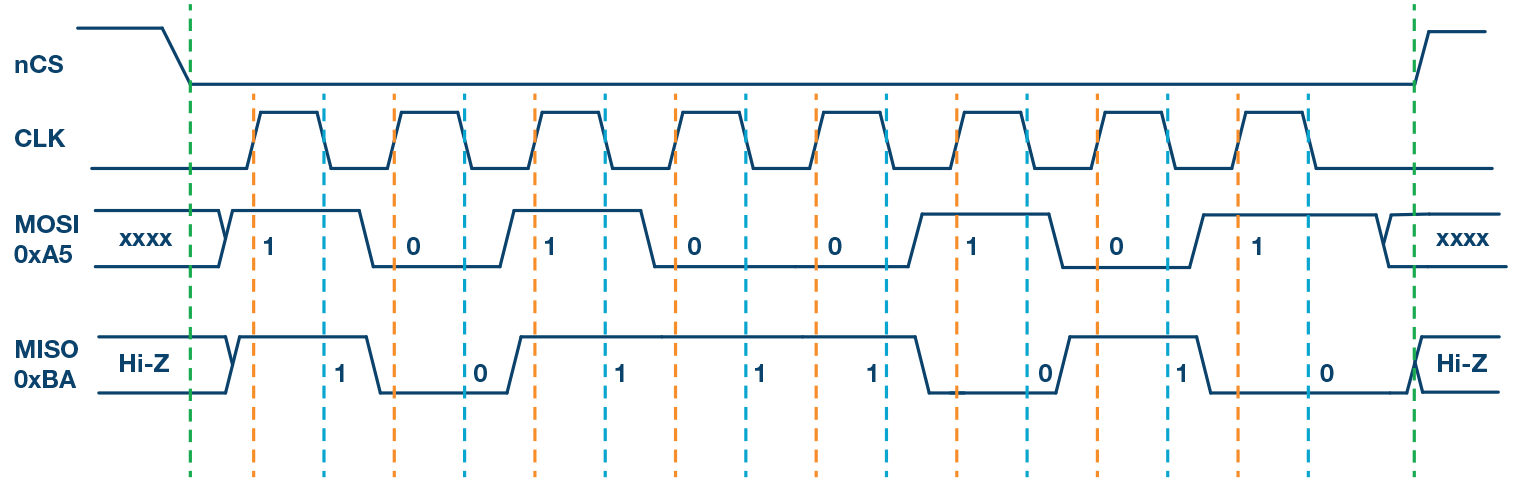 nCS
CLK
MOSI
0xA5
xxxx 1 0 1 0 0 1 0 1 xxxx
MISO
0xBA
Hi-Z 1 0 1 1 1 0 1 0 Hi-Z